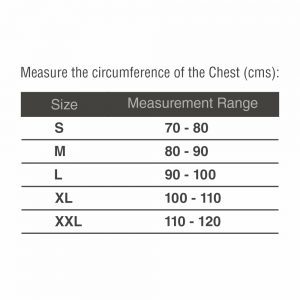 Measure the circumference of the Chest (cms):
Size Measurement Range
S 70 - 80
M 80 - 90
L 90 - 100
XL 100 - 110
XXL 110 - 120